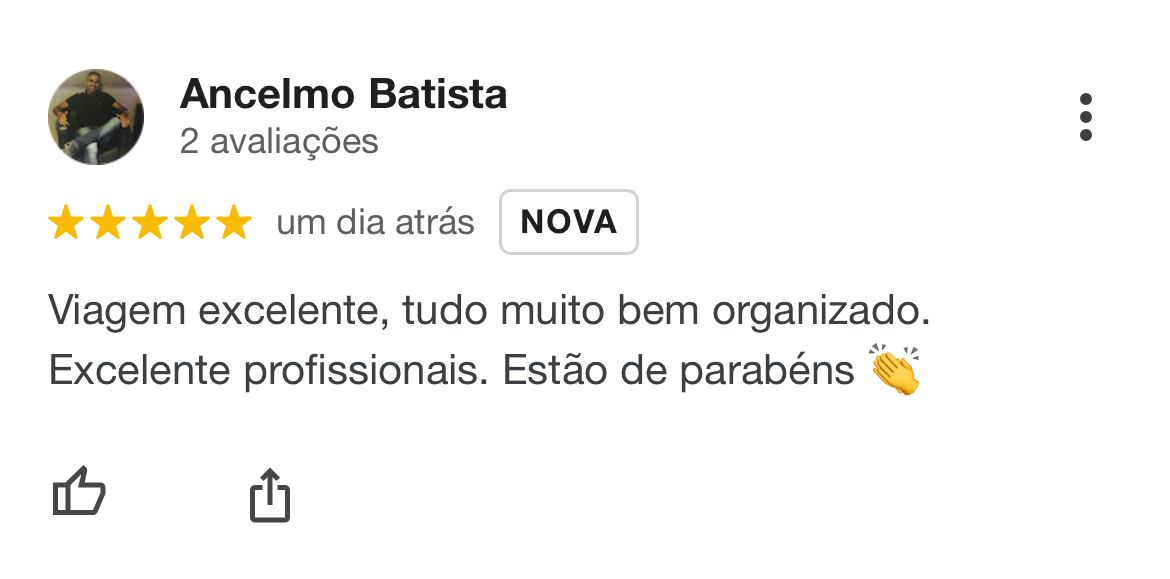 Ancelmo Batista
2 avaliações
um dia atrás NOVA
Viagem excelente, tudo muito bem organizado.
Excelente profissionais. Estão de parabéns 👏